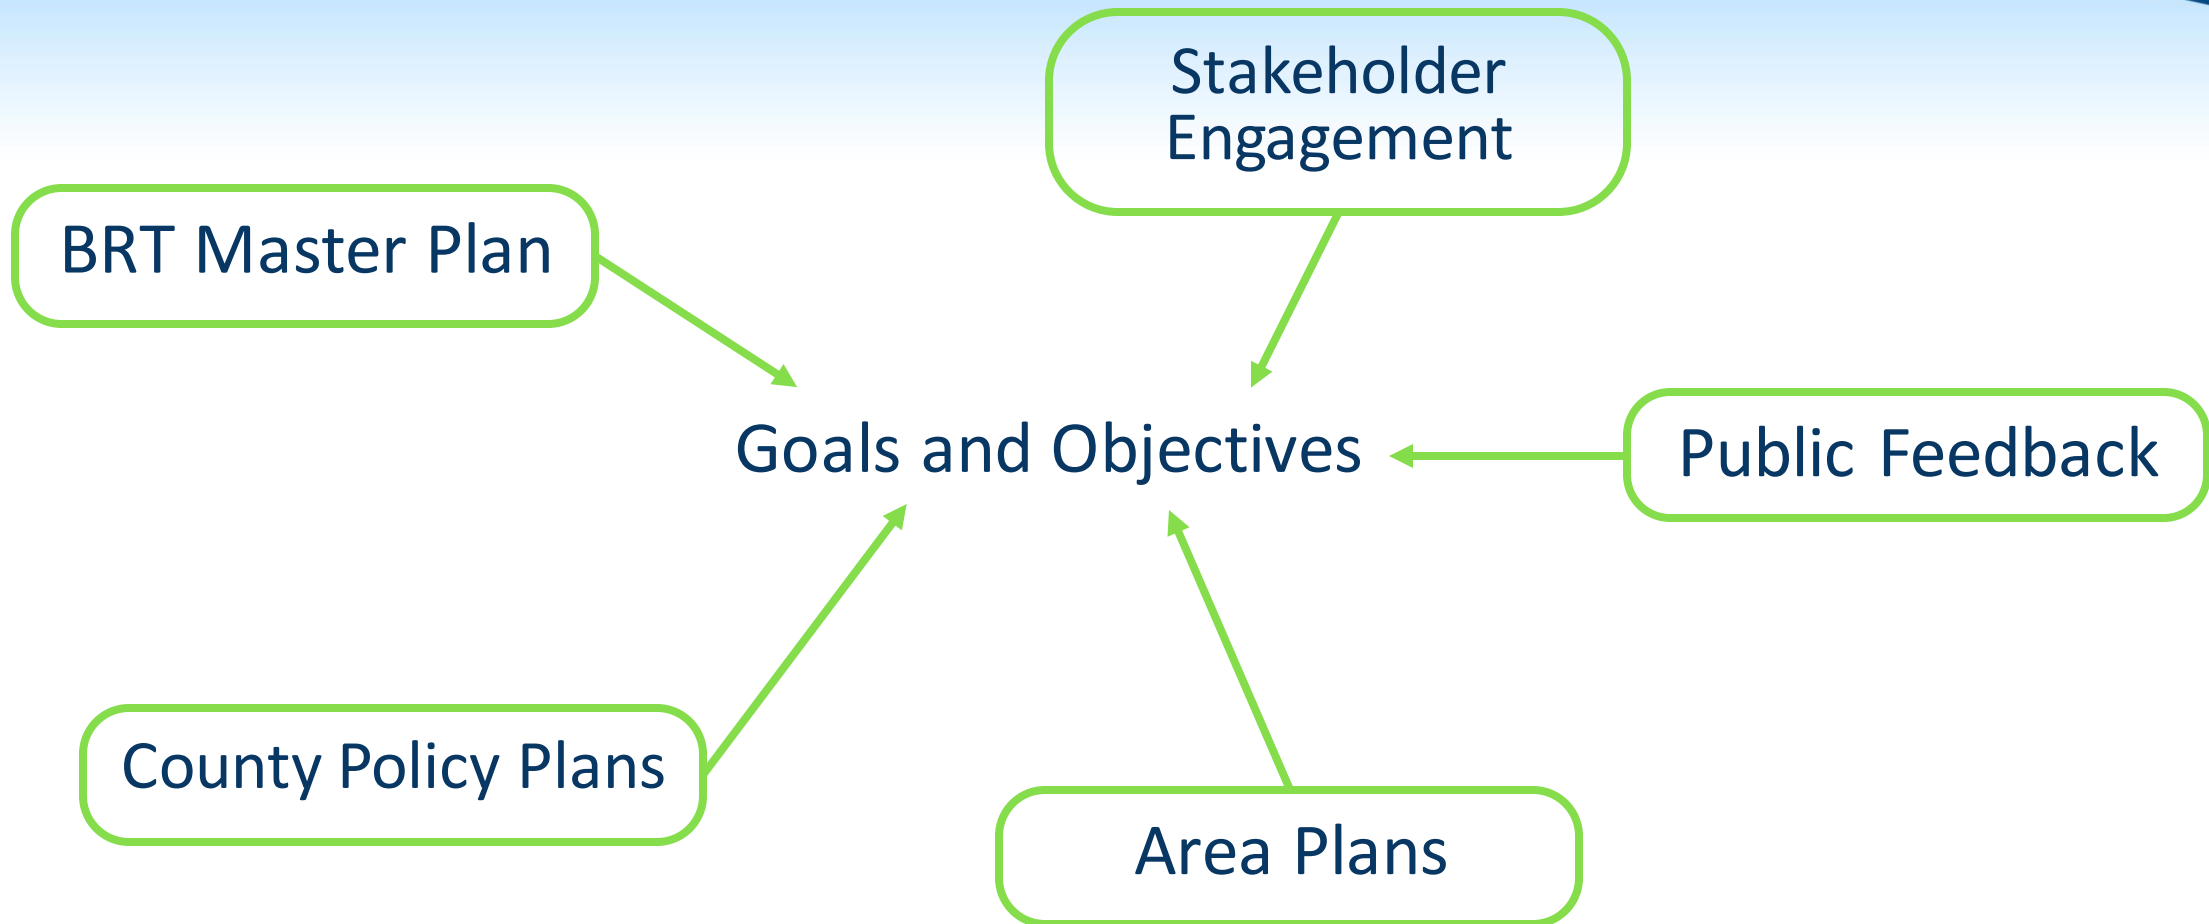 Stakeholder
Engagement
BRT Master Plan
Goals and Objectives
Public Feedback
County Policy Plans
Area Plans